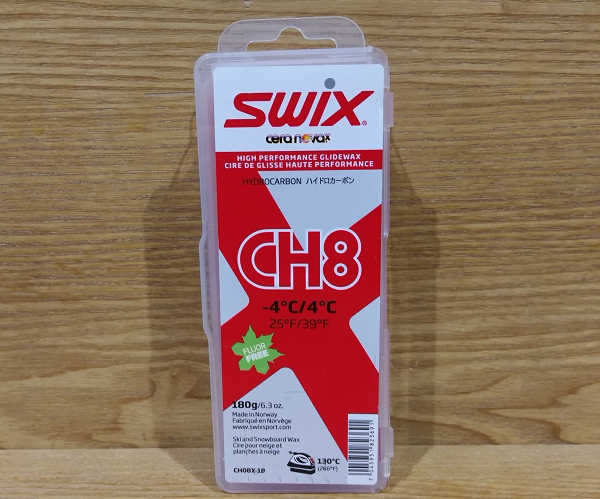 SWIX®
cera novax
HIGH PERFORMANCE GLIDEWAX
CIRE DE GLISSE HAUTE PERFORMANCE
HYDROCARBON ハイドロカーボン
CH8
-4°C/4°C
25°F/39°F
FLUOR
FREE
180g/6.3 oz.
Made in Norway
Fabriqué en Norvège
www.swixsport.com
Ski and Snowboard Wax
Cire pour neige et
planches à neige
CH08X-18
130°C
(266°F)